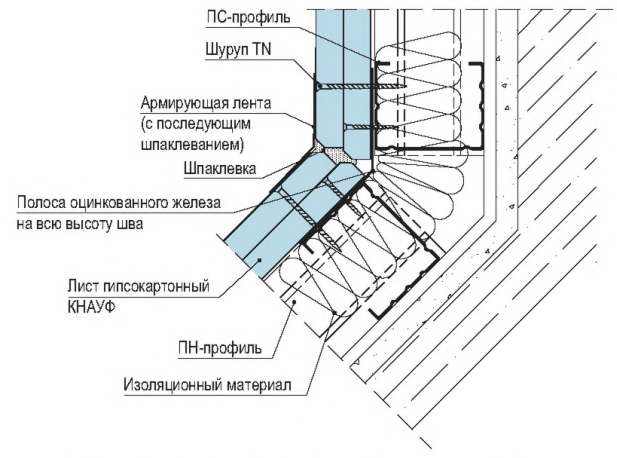 ПС-профиль
Шуруп TN
Армирующая лента
(с последующим
шпаклеванием)
Шпаклевка
Полоса оцинкованного железа
на всю высоту шва
Лист гипсокартонный
КНАУФ
ПН-профиль
Изоляционный материал